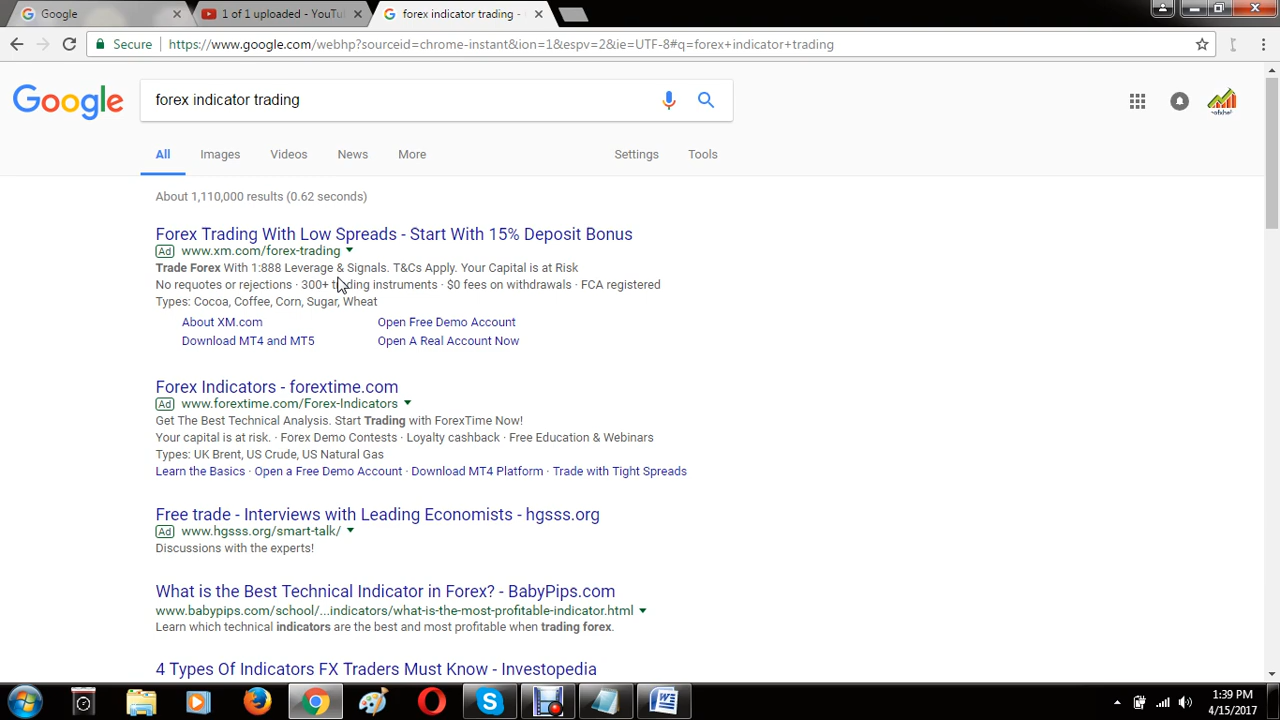 Google
1 of 1 uploaded - YouTu
forex indicator trading -
Secure
https://www.google.com/webhp?sourceid=chrome-instant&ion=1&espv=2&ie=UTF-8#q=forex+indicator+trading
Google
forex indicator trading
All Images Videos News More Settings Tools
About 1,110,000 results (0.62 seconds)
Forex Trading With Low Spreads - Start With 15% Deposit Bonus
Ad www.xm.com/forex-trading
Trade Forex With 1:888 Leverage & Signals. T&Cs Apply. Your Capital is at Risk
No requotes or rejections · 300+ trading instruments · $0 fees on withdrawals · FCA registered
Types: Cocoa, Coffee, Corn, Sugar, Wheat
About XM.com Open Free Demo Account
Download MT4 and MT5 Open A Real Account Now
Forex Indicators - forextime.com
Ad www.forextime.com/Forex-Indicators
Get The Best Technical Analysis. Start Trading with ForexTime Now!
Your capital is at risk. · Forex Demo Contests · Loyalty cashback · Free Education & Webinars
Types: UK Brent, US Crude, US Natural Gas
Learn the Basics · Open a Free Demo Account · Download MT4 Platform · Trade with Tight Spreads
Free trade - Interviews with Leading Economists - hgsss.org
Ad www.hgsss.org/smart-talk/
Discussions with the experts!
What is the Best Technical Indicator in Forex? - BabyPips.com
www.babypips.com/school/...indicators/what-is-the-most-profitable-indicator.html
Learn which technical indicators are the best and most profitable when trading forex.
4 Types Of Indicators FX Traders Must Know - Investopedia
1:39 PM
4/15/2017